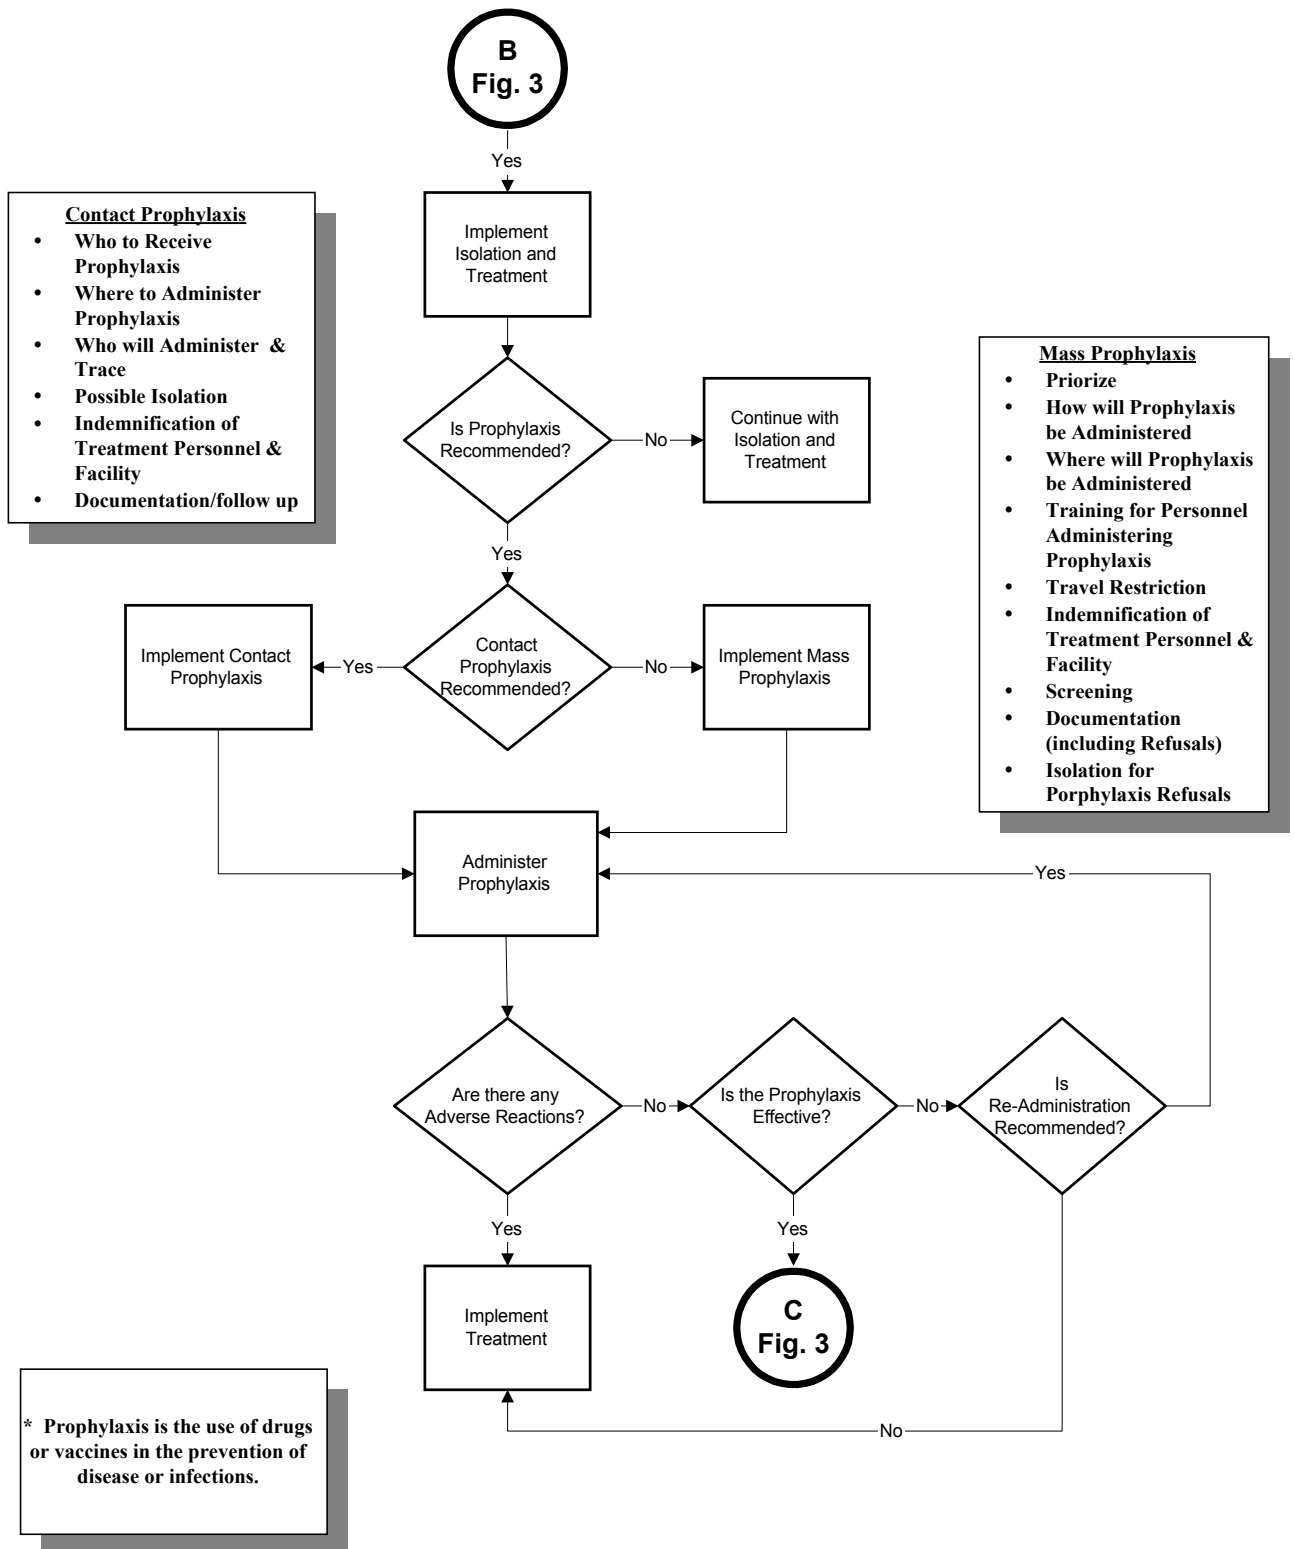 B
Fig. 3
Yes
Implement
Isolation and
Treatment
Contact Prophylaxis
• Who to Receive
Prophylaxis
• Where to Administer
Prophylaxis
• Who will Administer & 
Trace
• Possible Isolation
• Indemnification of
Treatment Personnel &
Facility
• Documentation/follow up
Is Prophylaxis
Recommended?
No
Continue with
Isolation and
Treatment
Mass Prophylaxis
• Priorize
• How will Prophylaxis
be Administered
• Where will Prophylaxis
be Administered
• Training for Personnel
Administering
Prophylaxis
• Travel Restriction
• Indemnification of
Treatment Personnel &
Facility
• Screening
• Documentation
(including Refusals)
• Isolation for
Porphylaxis Refusals
Yes
Implement Contact
Prophylaxis
Yes
Contact
Prophylaxis
Recommended?
No
Implement Mass
Prophylaxis
Administer
Prophylaxis
Yes
Are there any
Adverse Reactions?
No
Is the Prophylaxis
Effective?
No
Is
Re-Administration
Recommended?
Yes
Yes
Implement
Treatment
C
Fig. 3
No
* Prophylaxis is the use of drugs
or vaccines in the prevention of
disease or infections.